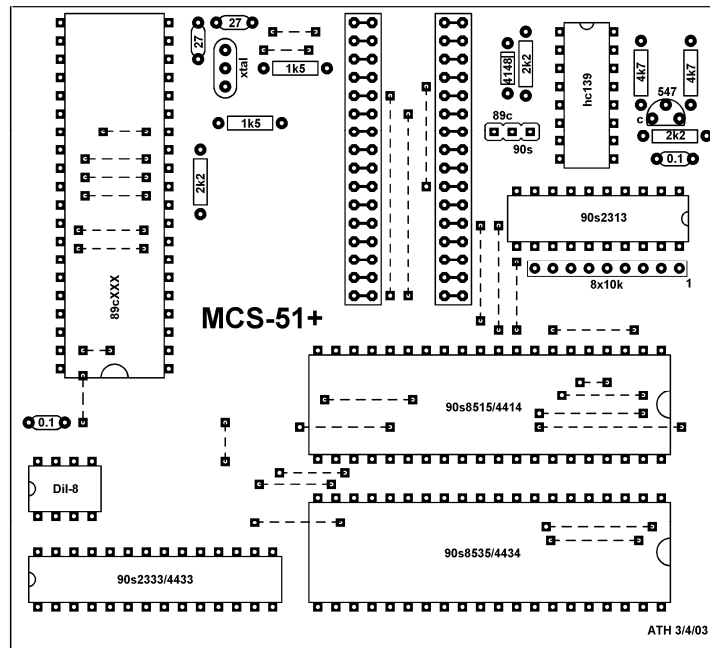 27
27
xtal
1k5
1k5
2k2
89cXXX
4148
2k2
hc139
4k7
4k7
547
c
2k2
0.1
89c
90s
90s2313
8x10k
1
MCS-51+
90s8515/4414
0.1
Dil-8
90s8535/4434
90s2333/4433
ATH 3/4/03